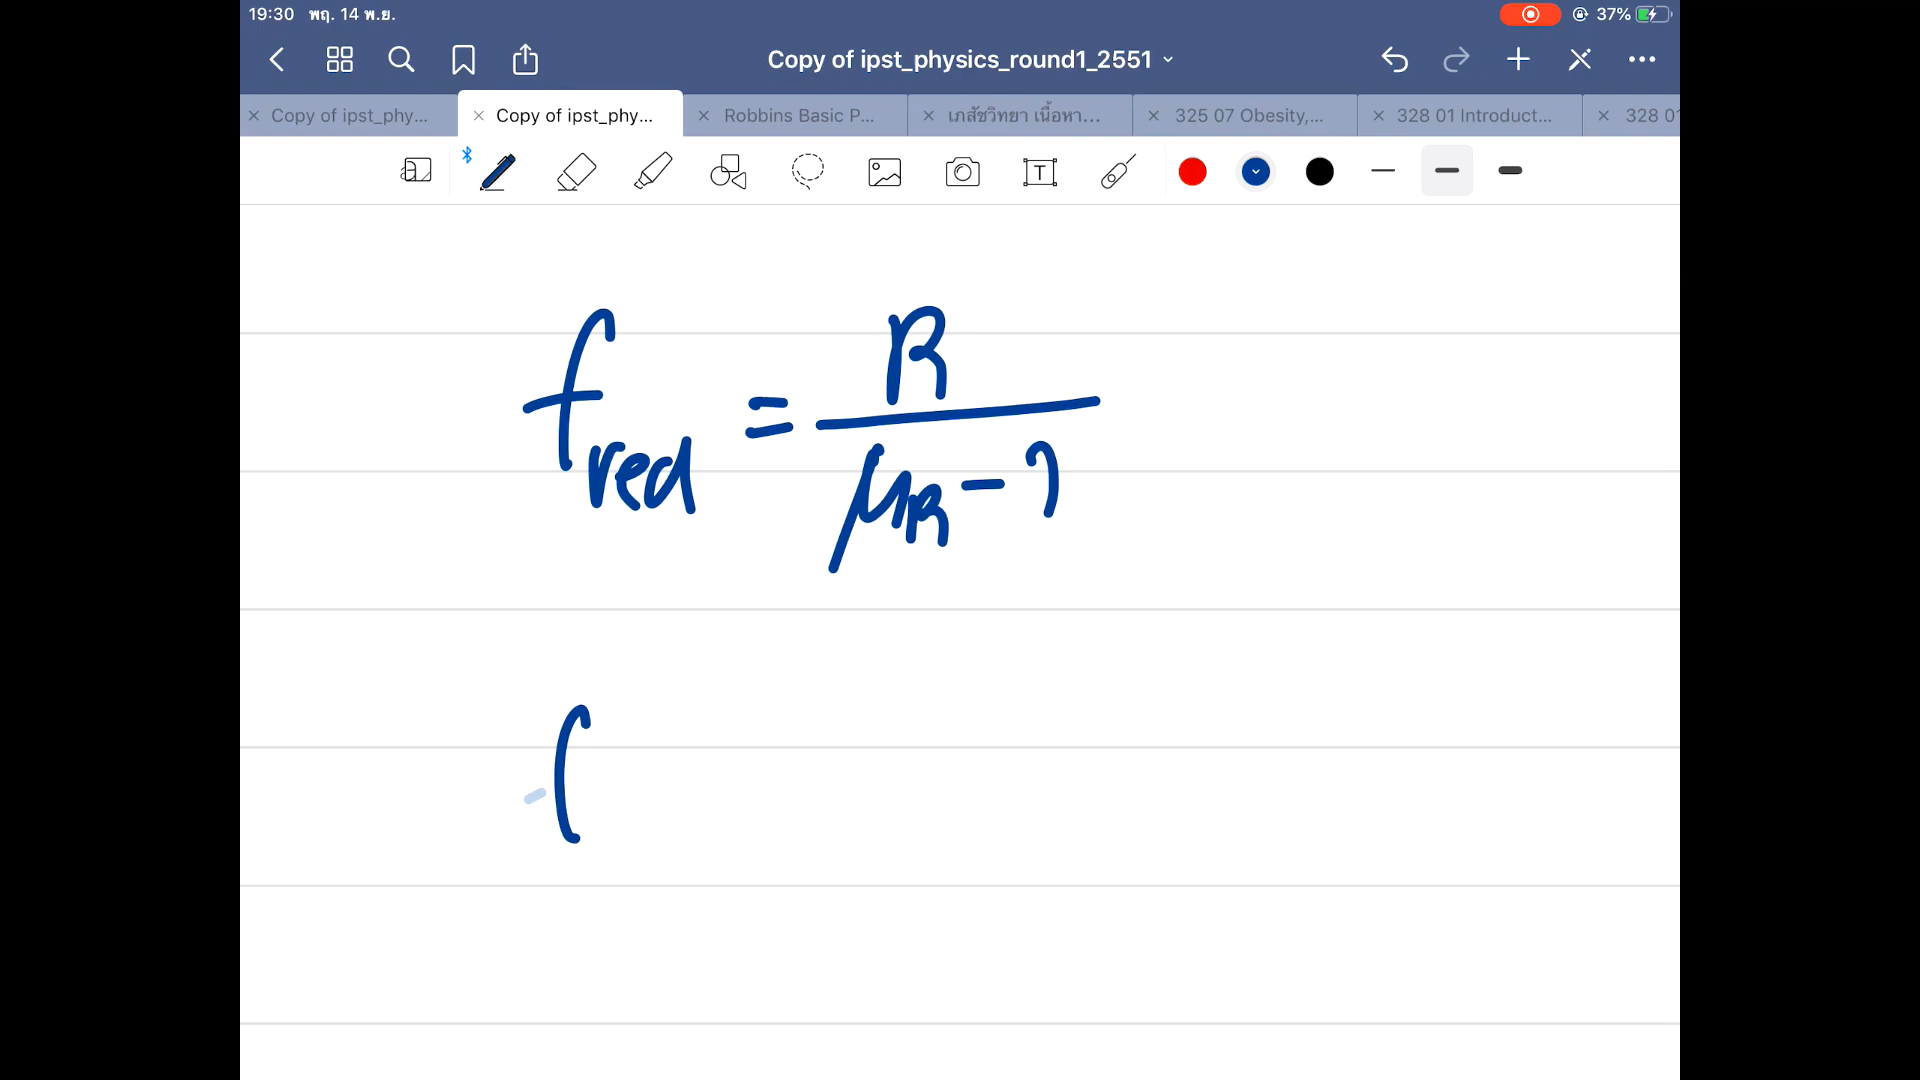 19:30 พฤ. 14 พ.ย. 37%
Copy of ipst_physics_round1_2551
Copy of ipst_phy... Copy of ipst_phy... Robbins Basic P... เภสัชวิทยา เนื้อหา... 325 07 Obesity,... 328 01 Introduct... 328 01
T
f_red = R / (μ_R - 1)
(